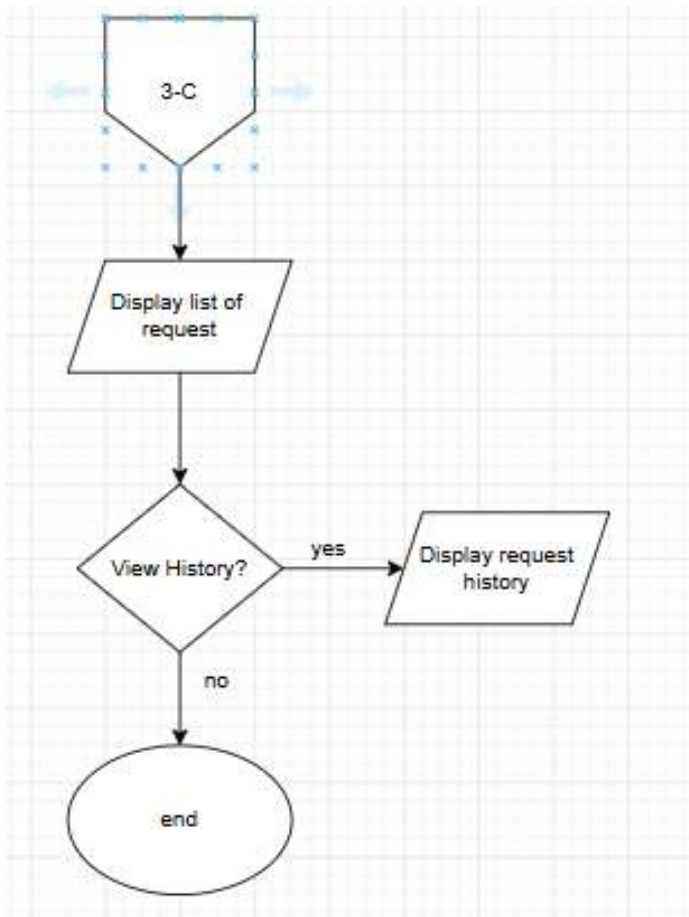 3-C
Display list of
request
View History?
yes
Display request
history
no
end